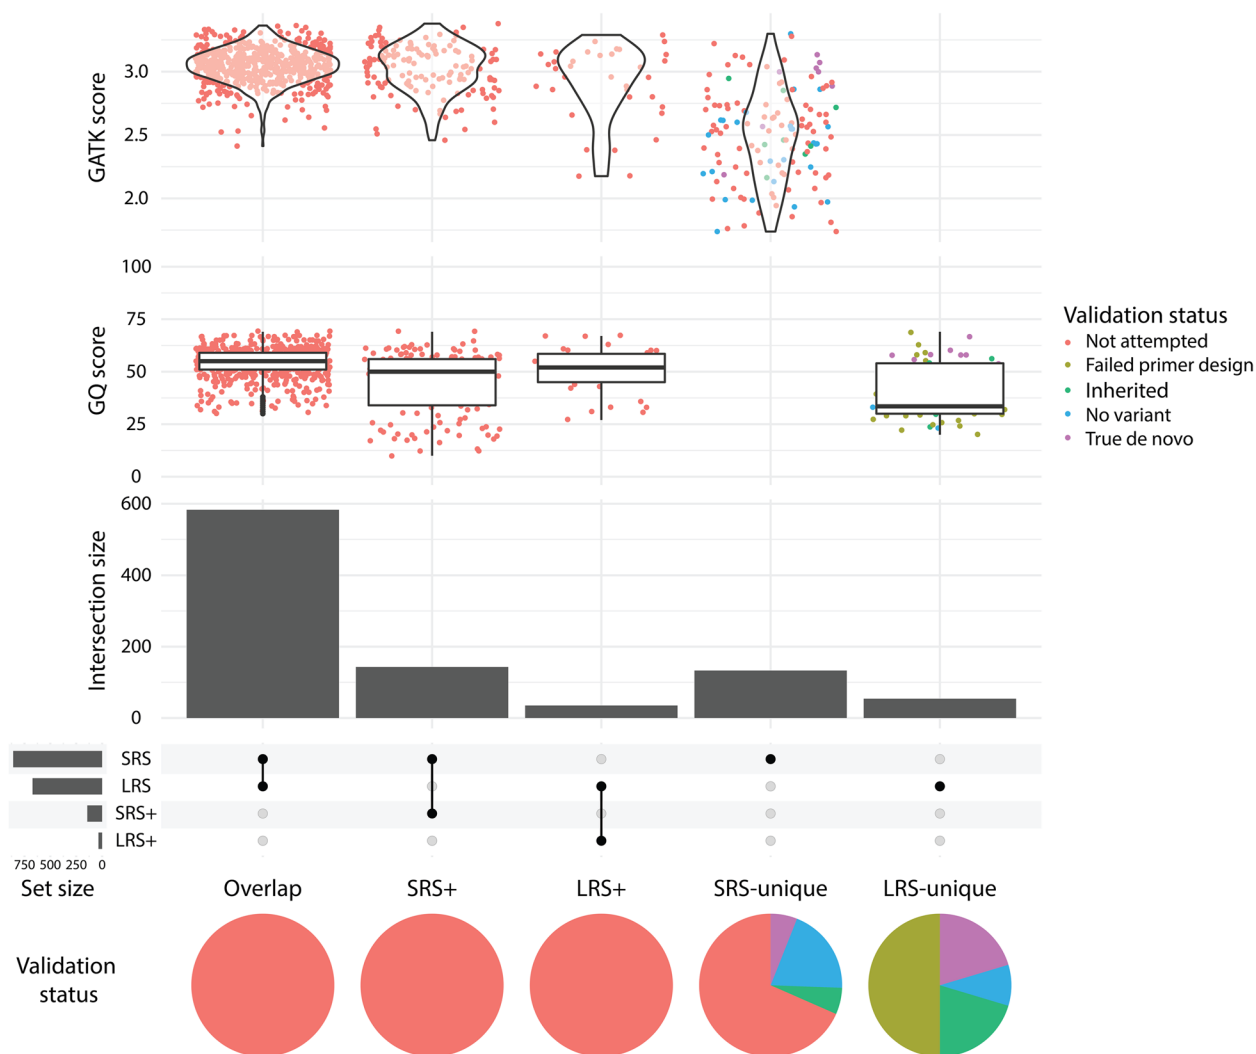 GATK score
3.0
2.5
2.0
GQ score
100
75
50
25
0
Validation status
Not attempted
Failed primer design
Inherited
No variant
True de novo
Intersection size
600
400
200
0
SRS
LRS
SRS+
LRS+
750 500 250 0
Set size
Overlap
SRS+
LRS+
SRS-unique
LRS-unique
Validation
status